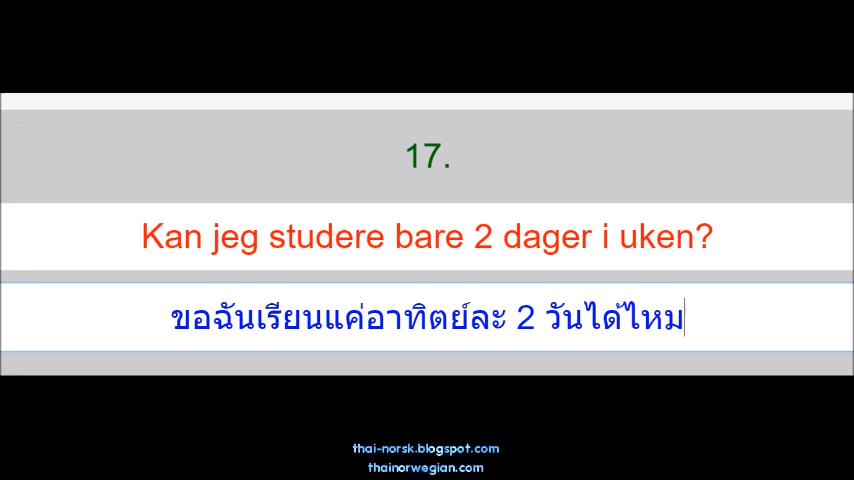 17.
Kan jeg studere bare 2 dager i uken?
ขอฉันเรียนแค่อาทิตย์ละ 2 วันได้ไหม
thai-norsk.blogspot.com
thainorwegian.com